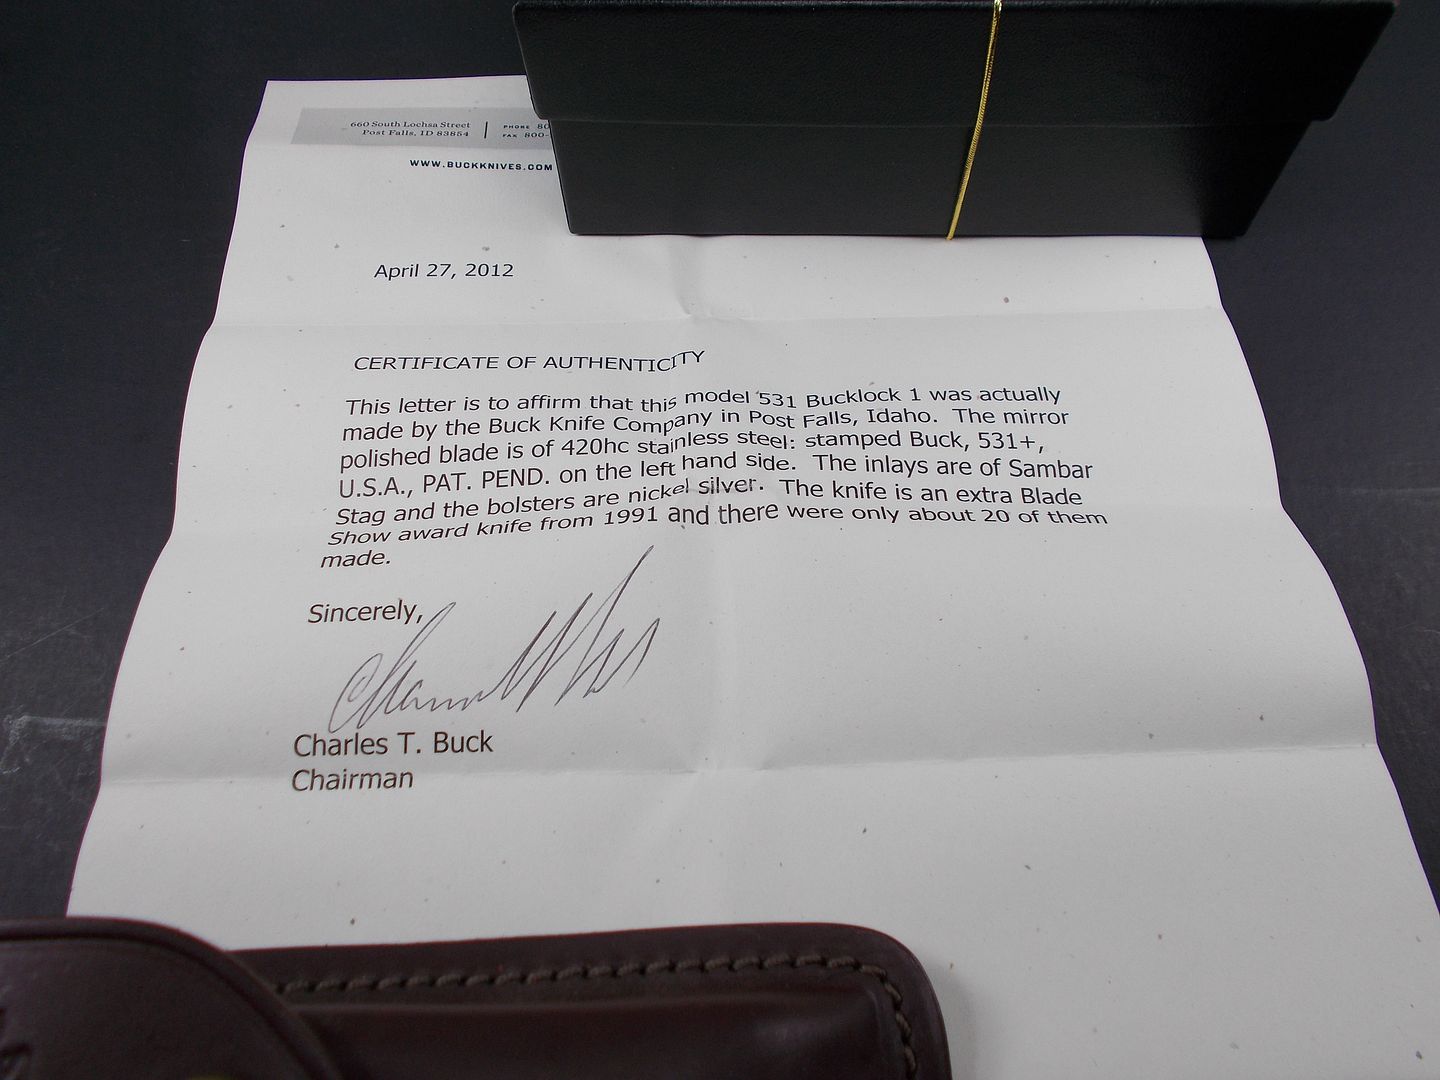 660 South Lochsa Street
Post Falls, ID 83854
PHONE 80
FAX 800-
WWW.BUCKKNIVES.COM
April 27, 2012
CERTIFICATE OF AUTHENTICITY
This letter is to affirm that this model 531 Bucklock 1 was actually
made by the Buck Knife Company in Post Falls, Idaho. The mirror
polished blade is of 420hc stainless steel: stamped Buck, 531+,
U.S.A., PAT. PEND. on the left hand side. The inlays are of Sambar
Stag and the bolsters are nickel silver. The knife is an extra Blade
Show award knife from 1991 and there were only about 20 of them
made.
Sincerely,
Charles T. Buck
Chairman